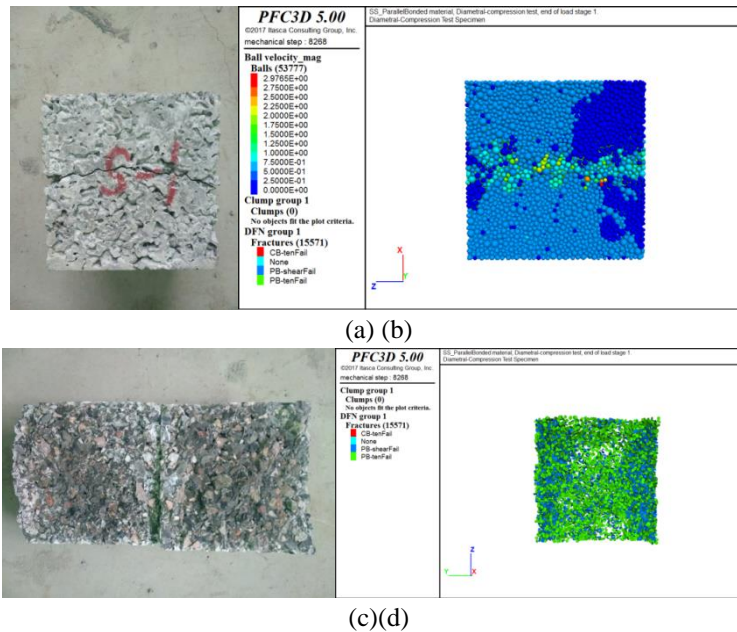 S-1
PFC3D 5.00
©2017 Itasca Consulting Group, Inc.
mechanical step : 8268
Ball velocity_mag
Balls (53777)
2.9765E+00
2.7500E+00
2.5000E+00
2.2500E+00
2.0000E+00
1.7500E+00
1.5000E+00
1.2500E+00
1.0000E+00
7.5000E-01
5.0000E-01
2.5000E-01
0.0000E+00
Clump group 1
Clumps (0)
No objects fit the plot criteria.
DFN group 1
Fractures (15571)
CB-tenFail
None
PB-shearFail
PB-tenFail
SS_ParallelBonded material, Diametral-compression test, end of load stage 1.
Diametral-Compression Test Specimen
X
Y
Z
(a) (b)
PFC3D 5.00
©2017 Itasca Consulting Group, Inc.
mechanical step : 8268
Clump group 1
Clumps (0)
No objects fit the plot criteria.
DFN group 1
Fractures (15571)
CB-tenFail
None
PB-shearFail
PB-tenFail
SS_ParallelBonded material, Diametral-compression test, end of load stage 1.
Diametral-Compression Test Specimen
Z
Y
X
(c)(d)